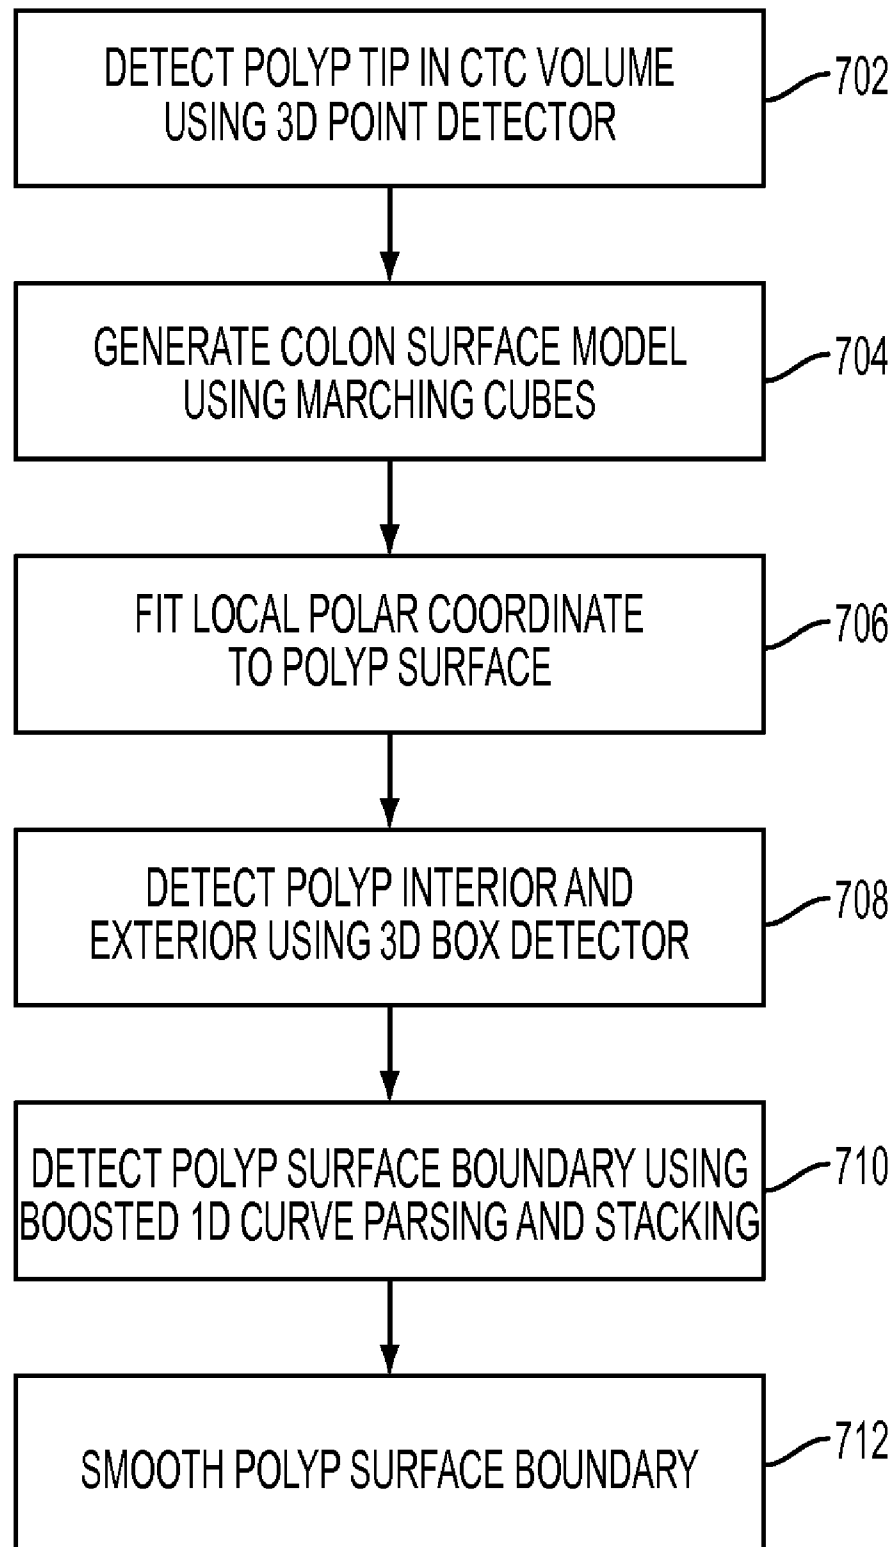 DETECT POLYP TIP IN CTC VOLUME
USING 3D POINT DETECTOR
702
GENERATE COLON SURFACE MODEL
USING MARCHING CUBES
704
FIT LOCAL POLAR COORDINATE
TO POLYP SURFACE
706
DETECT POLYP INTERIOR AND
EXTERIOR USING 3D BOX DETECTOR
708
DETECT POLYP SURFACE BOUNDARY USING
BOOSTED 1D CURVE PARSING AND STACKING
710
SMOOTH POLYP SURFACE BOUNDARY
712